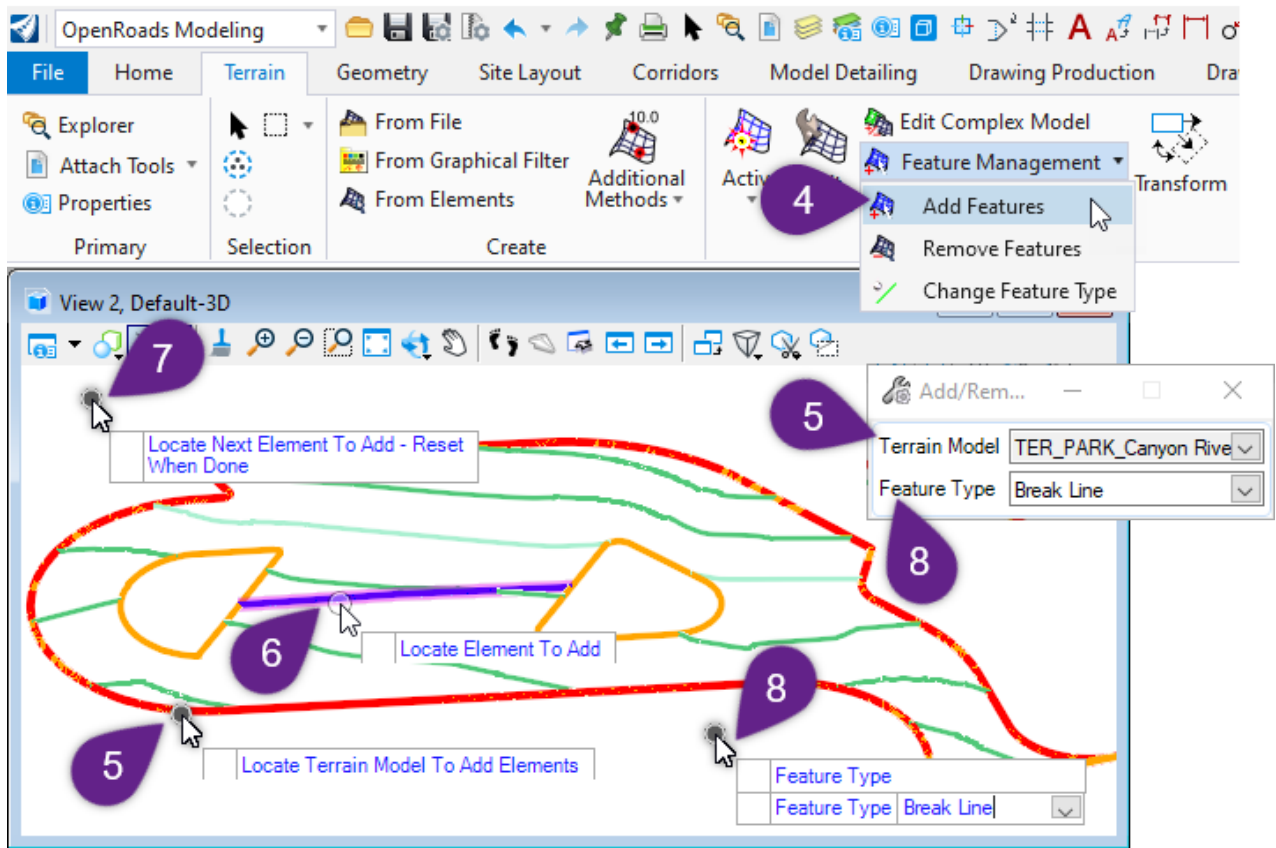 OpenRoads Modeling
File Home Terrain Geometry Site Layout Corridors Model Detailing Drawing Production
Explorer
Attach Tools
Properties
Primary
Selection
From File
From Graphical Filter
From Elements
10.0
Additional
Methods
Create
Edit Complex Model
Feature Management
4
Add Features
Remove Features
Change Feature Type
Transform
View 2, Default-3D
7
Locate Next Element To Add - Reset
When Done
5
Add/Rem...
Terrain Model TER_PARK_Canyon Rive
Feature Type Break Line
8
6
Locate Element To Add
5
Locate Terrain Model To Add Elements
8
Feature Type
Feature Type Break Line